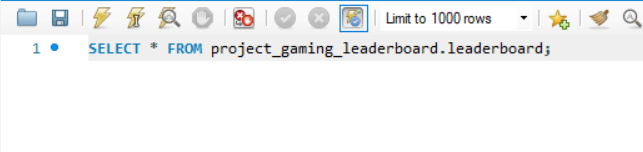 Limit to 1000 rows
1 SELECT * FROM project_gaming_leaderboard.leaderboard;